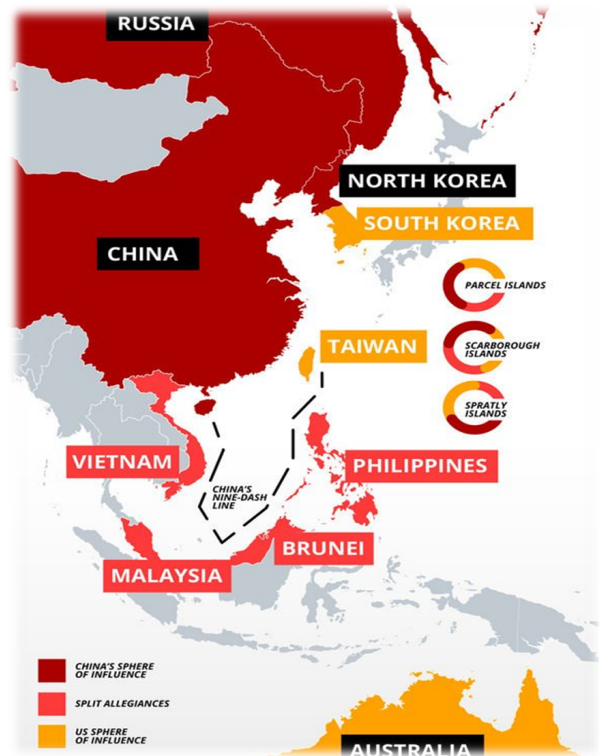 RUSSIA
NORTH KOREA
SOUTH KOREA
CHINA
PARCEL ISLANDS
TAIWAN
SCARBOROUGH
ISLANDS
SPRATLY
ISLANDS
VIETNAM
PHILIPPINES
CHINA'S
NINE-DASH
LINE
BRUNEI
MALAYSIA
CHINA'S SPHERE
OF INFLUENCE
SPLIT ALLEGIANCES
US SPHERE
OF INFLUENCE
AUSTRALIA